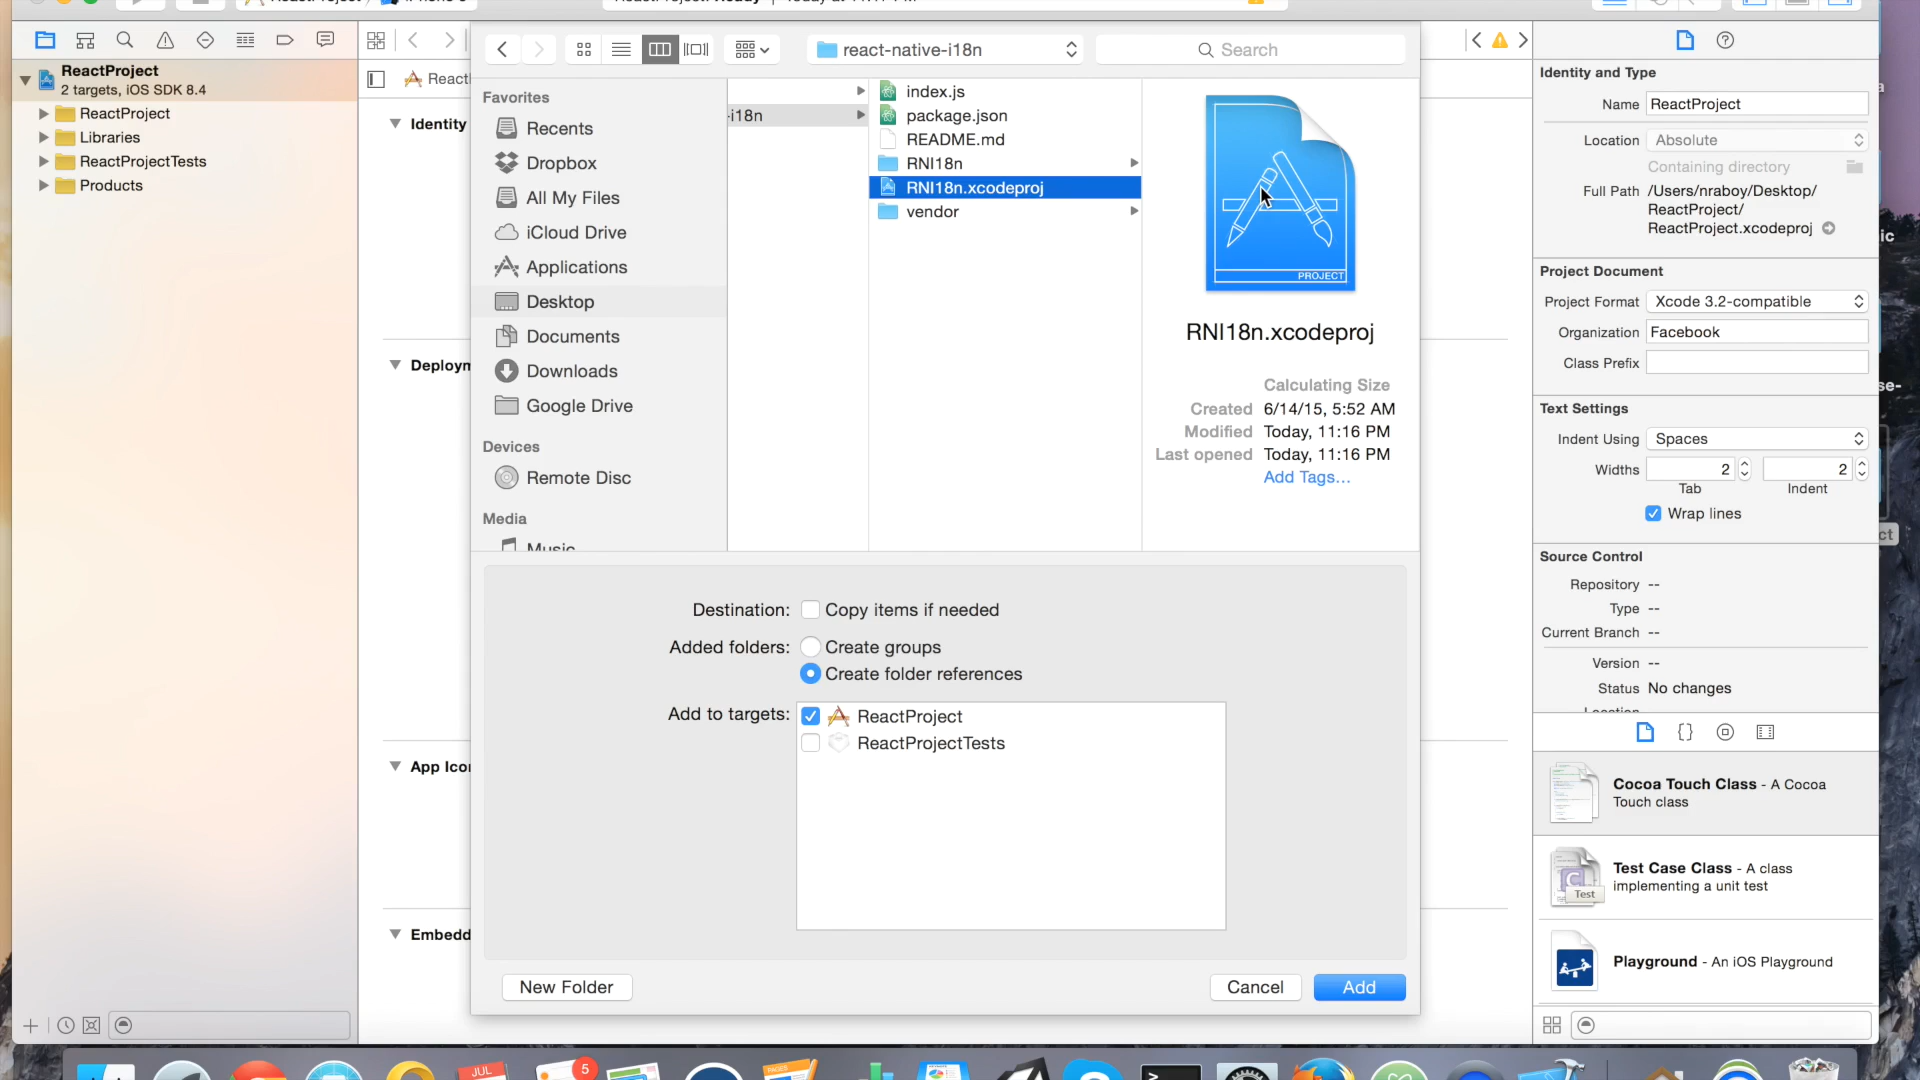 ReactProject
2 targets, iOS SDK 8.4
ReactProject
Libraries
ReactProjectTests
Products
React
Identity
Deploym
App Ico
Embedd
react-native-i18n
Search
Favorites
Recents
Dropbox
All My Files
iCloud Drive
Applications
Desktop
Documents
Downloads
Google Drive
Devices
Remote Disc
Media
Music
-i18n
index.js
package.json
README.md
RNI18n
RNI18n.xcodeproj
vendor
PROJECT
RNI18n.xcodeproj
Calculating Size
Created 6/14/15, 5:52 AM
Modified Today, 11:16 PM
Last opened Today, 11:16 PM
Add Tags...
Destination: Copy items if needed
Added folders: Create groups
Create folder references
Add to targets: ReactProject
ReactProjectTests
New Folder
Cancel
Add
Identity and Type
Name ReactProject
Location Absolute
Containing directory
Full Path /Users/nraboy/Desktop/
ReactProject/
ReactProject.xcodeproj
Project Document
Project Format Xcode 3.2-compatible
Organization Facebook
Class Prefix
Text Settings
Indent Using Spaces
Widths 2 2
Tab Indent
Wrap lines
Source Control
Repository --
Type --
Current Branch --
Version --
Status No changes
Cocoa Touch Class - A Cocoa
Touch class
Test Case Class - A class
implementing a unit test
Test
Playground - An iOS Playground
JUL
5
PAGES